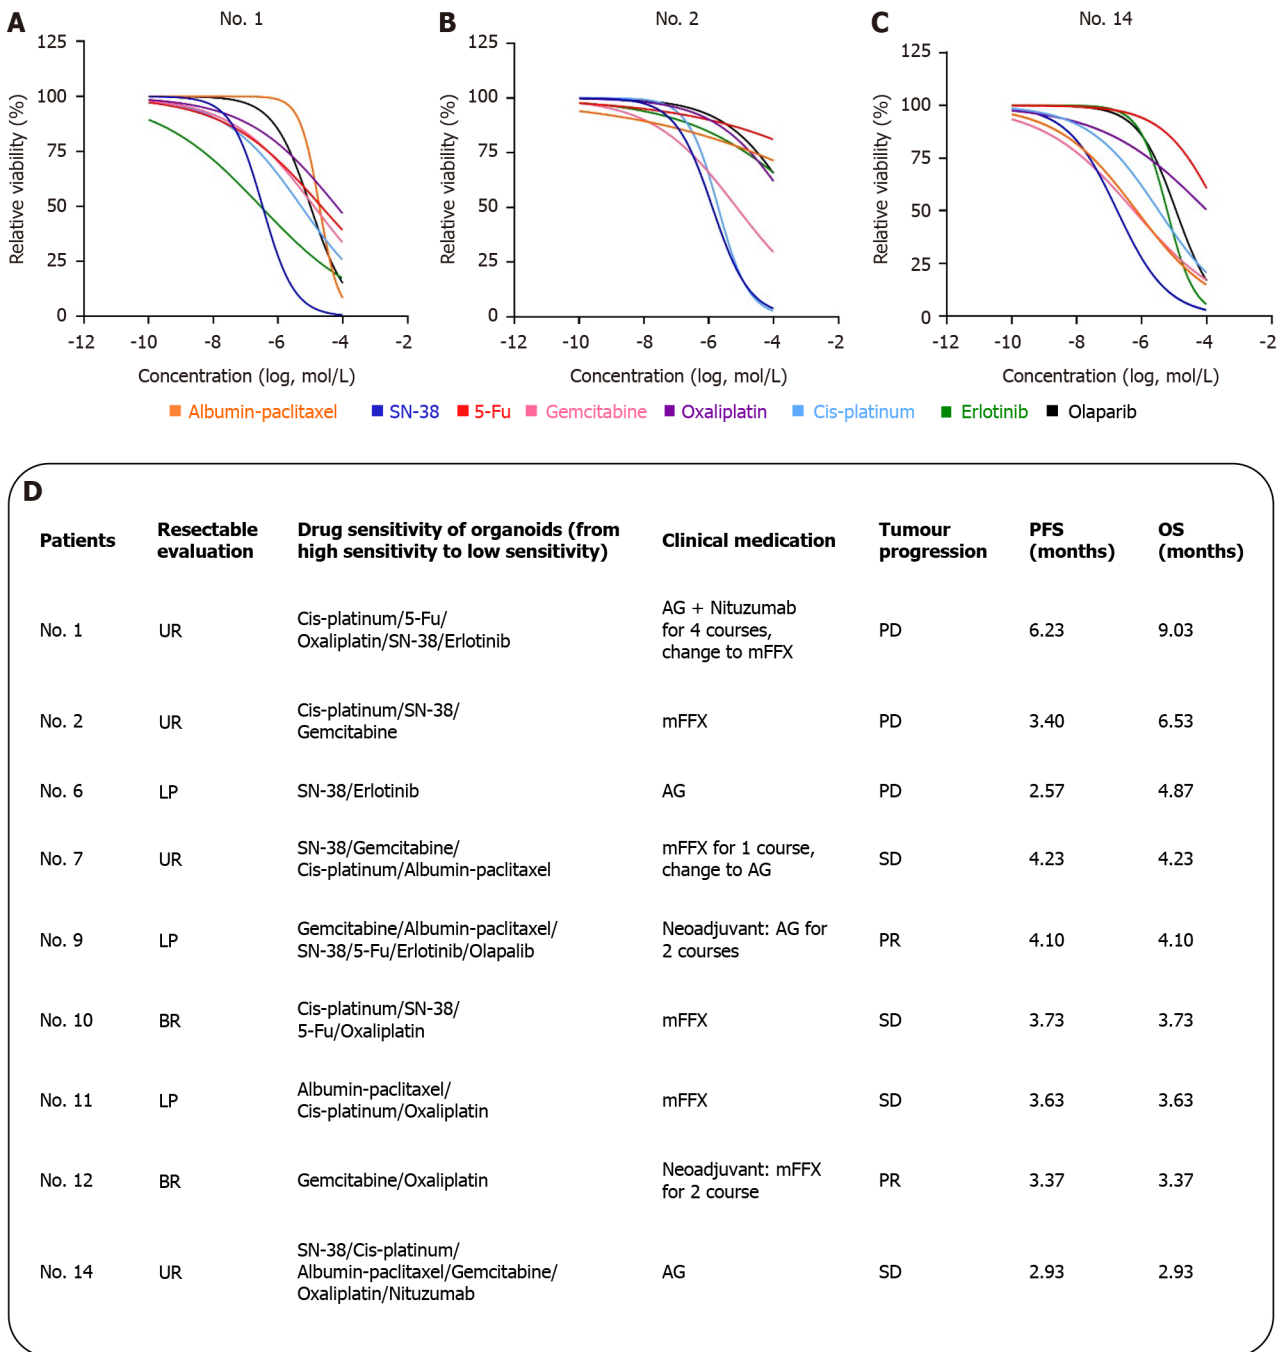 A
No. 1
125
100
75
50
25
0
Relative viability (%)
-12
-10
-8
-6
-4
-2
Concentration (log, mol/L)
B
No. 2
125
100
75
50
25
0
Relative viability (%)
-12
-10
-8
-6
-4
-2
Concentration (log, mol/L)
C
No. 14
125
100
75
50
25
0
Relative viability (%)
-12
-10
-8
-6
-4
-2
Concentration (log, mol/L)
Albumin-paclitaxel SN-38 5-Fu Gemcitabine Oxaliplatin Cis-platinum Erlotinib Olaparib
D
Patients
Resectable
evaluation
Drug sensitivity of organoids (from
high sensitivity to low sensitivity)
Clinical medication
Tumour
progression
PFS
(months)
OS
(months)
No. 1
UR
Cis-platinum/5-Fu/
Oxaliplatin/SN-38/Erlotinib
AG + Nituzumab
for 4 courses,
change to mFFX
PD
6.23
9.03
No. 2
UR
Cis-platinum/SN-38/
Gemcitabine
mFFX
PD
3.40
6.53
No. 6
LP
SN-38/Erlotinib
AG
PD
2.57
4.87
No. 7
UR
SN-38/Gemcitabine/
Cis-platinum/Albumin-paclitaxel
mFFX for 1 course,
change to AG
SD
4.23
4.23
No. 9
LP
Gemcitabine/Albumin-paclitaxel/
SN-38/5-Fu/Erlotinib/Olapalib
Neoadjuvant: AG for
2 courses
PR
4.10
4.10
No. 10
BR
Cis-platinum/SN-38/
5-Fu/Oxaliplatin
mFFX
SD
3.73
3.73
No. 11
LP
Albumin-paclitaxel/
Cis-platinum/Oxaliplatin
mFFX
SD
3.63
3.63
No. 12
BR
Gemcitabine/Oxaliplatin
Neoadjuvant: mFFX
for 2 course
PR
3.37
3.37
No. 14
UR
SN-38/Cis-platinum/
Albumin-paclitaxel/Gemcitabine/
Oxaliplatin/Nituzumab
AG
SD
2.93
2.93